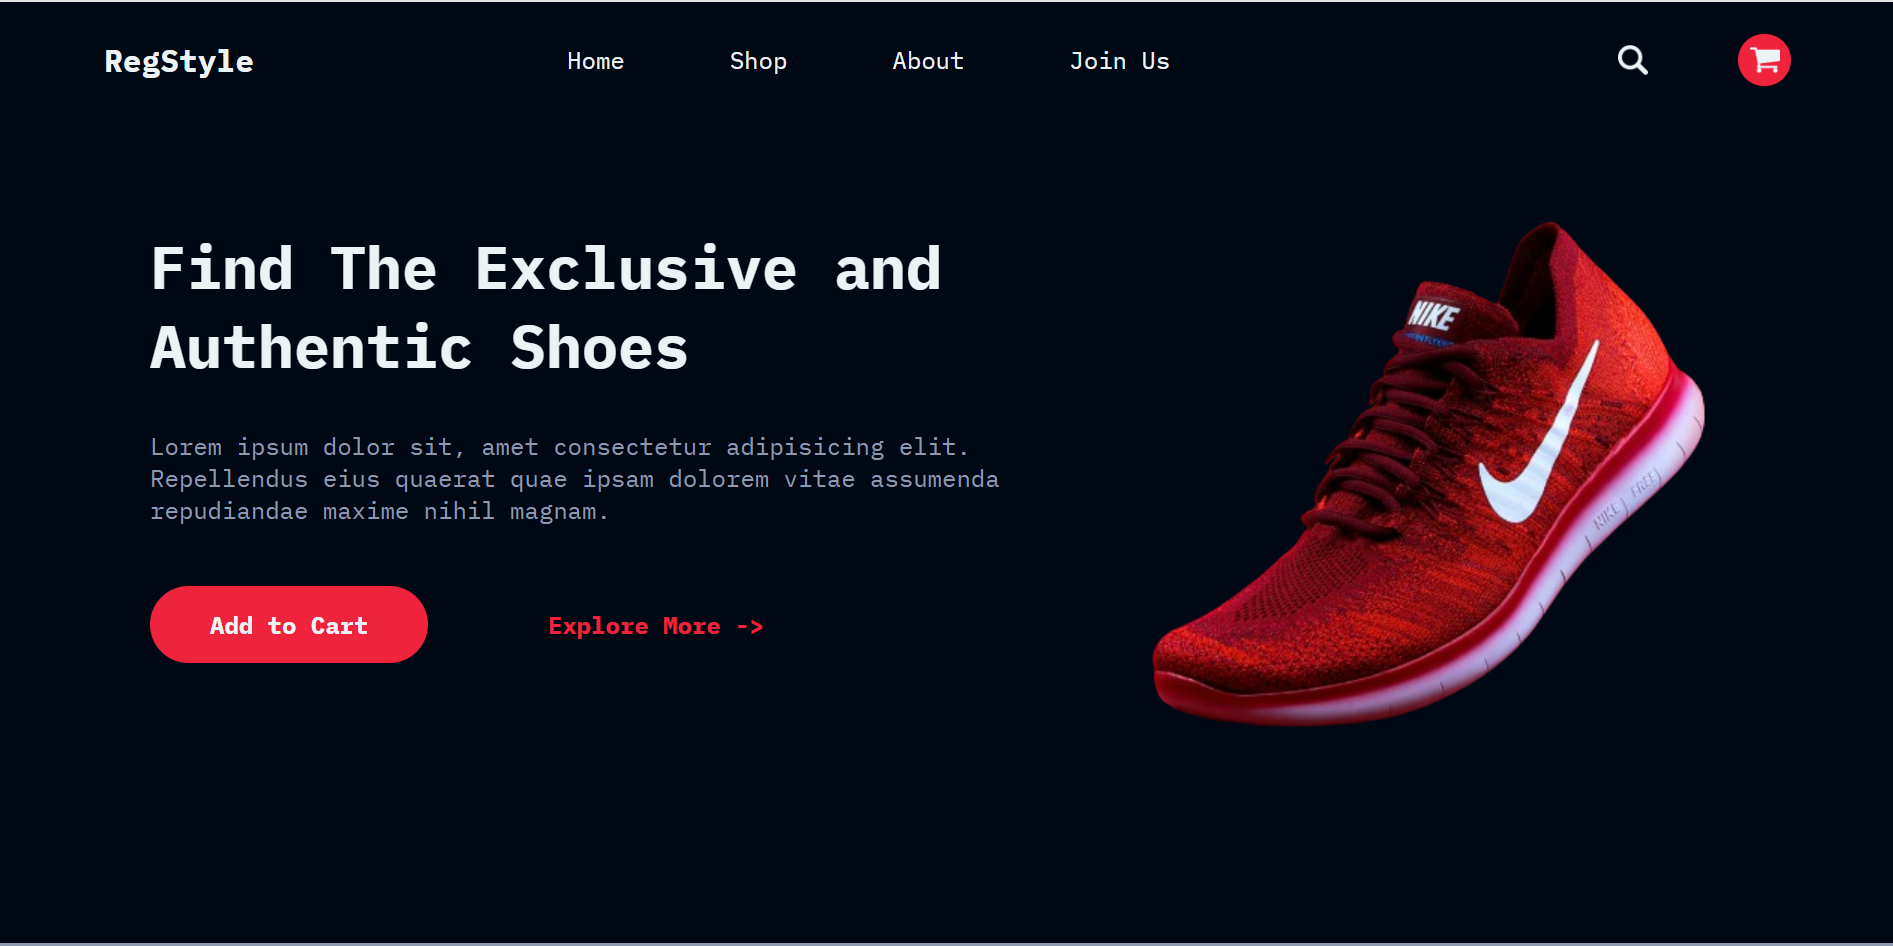 RegStyle
Home
Shop
About
Join Us
Find The Exclusive and
Authentic Shoes
Lorem ipsum dolor sit, amet consectetur adipisicing elit.
Repellendus eius quaerat quae ipsam dolorem vitae assumenda
repudiandae maxime nihil magnam.
Add to Cart
Explore More ->
NIKE
NIKE FREE